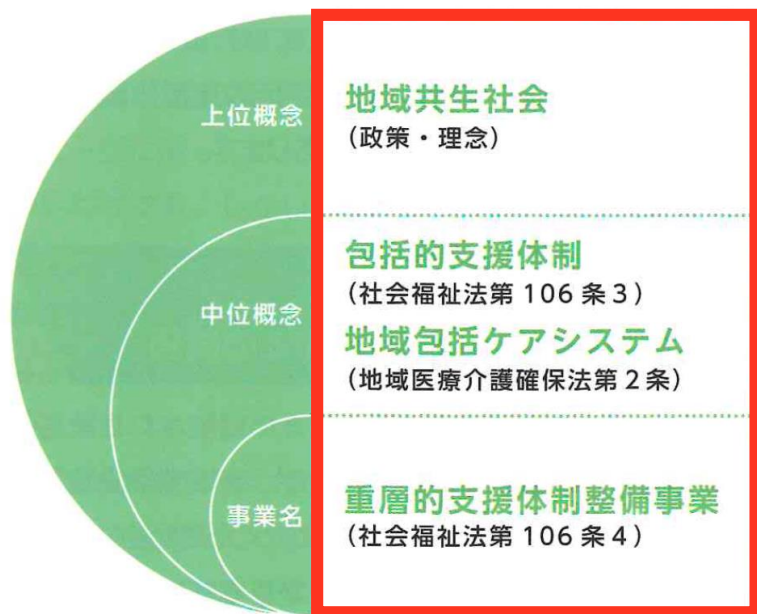 上位概念
地域共生社会
（政策・理念）
中位概念
包括的支援体制
（社会福祉法第 106 条３）
地域包括ケアシステム
（地域医療介護確保法第２条）
事業名
重層的支援体制整備事業
（社会福祉法第 106 条４）